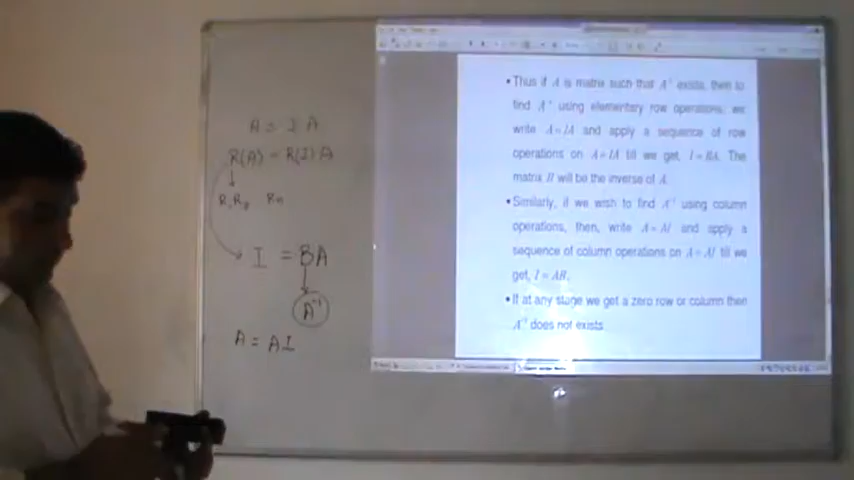 A = I A
R(A) = R(I) A
R₁ R₂ Rn
I = BA
A⁻¹
A = AI
• Thus if A is matrix such that A⁻¹ exists, then to
find A⁻¹ using elementary row operations, we
write A = IA and apply a sequence of row
operations on A = IA till we get, I = BA. The
matrix B will be the inverse of A.
• Similarly, if we wish to find A⁻¹ using column
operations, then, write A = AI and apply a
sequence of column operations on A = AI till we
get, I = AB.
• If at any stage we get a zero row or column then
A⁻¹ does not exists.